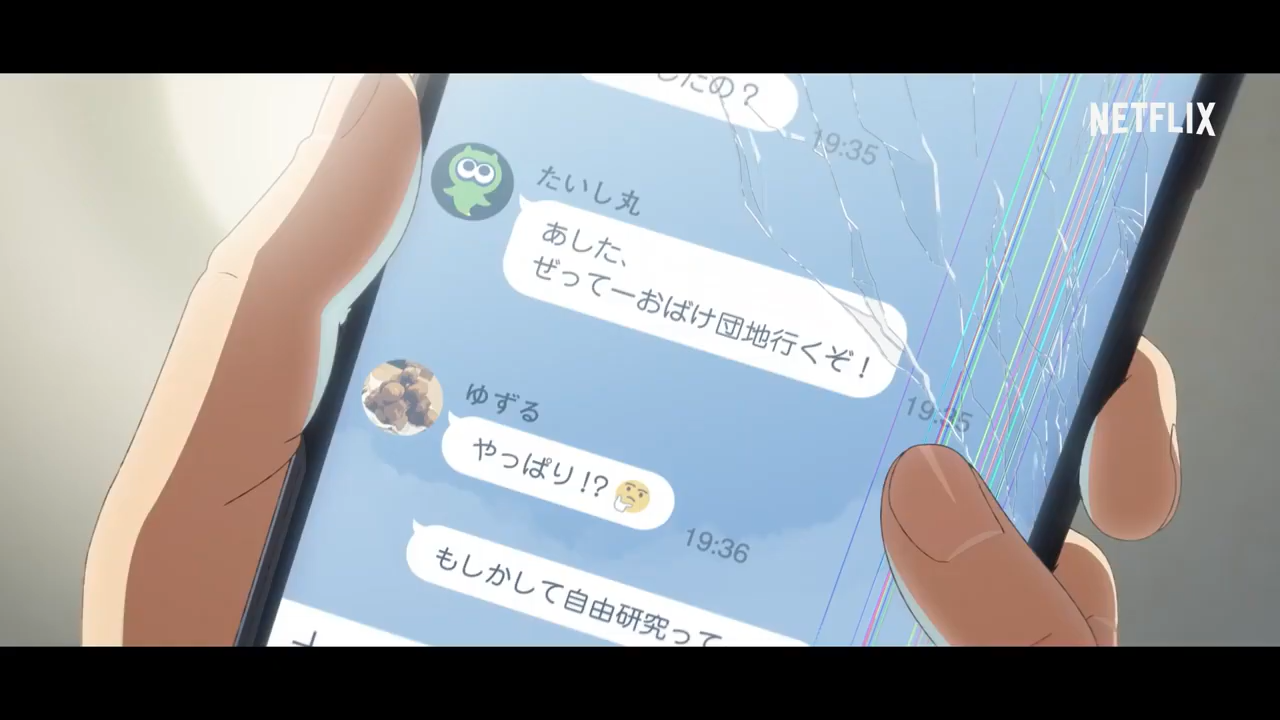 したの？
19:35
NETFLIX
たいし丸
あした、
ぜってーおばけ団地行くぞ！
19:35
ゆずる
やっぱり!?🤔
19:36
もしかして自由研究って